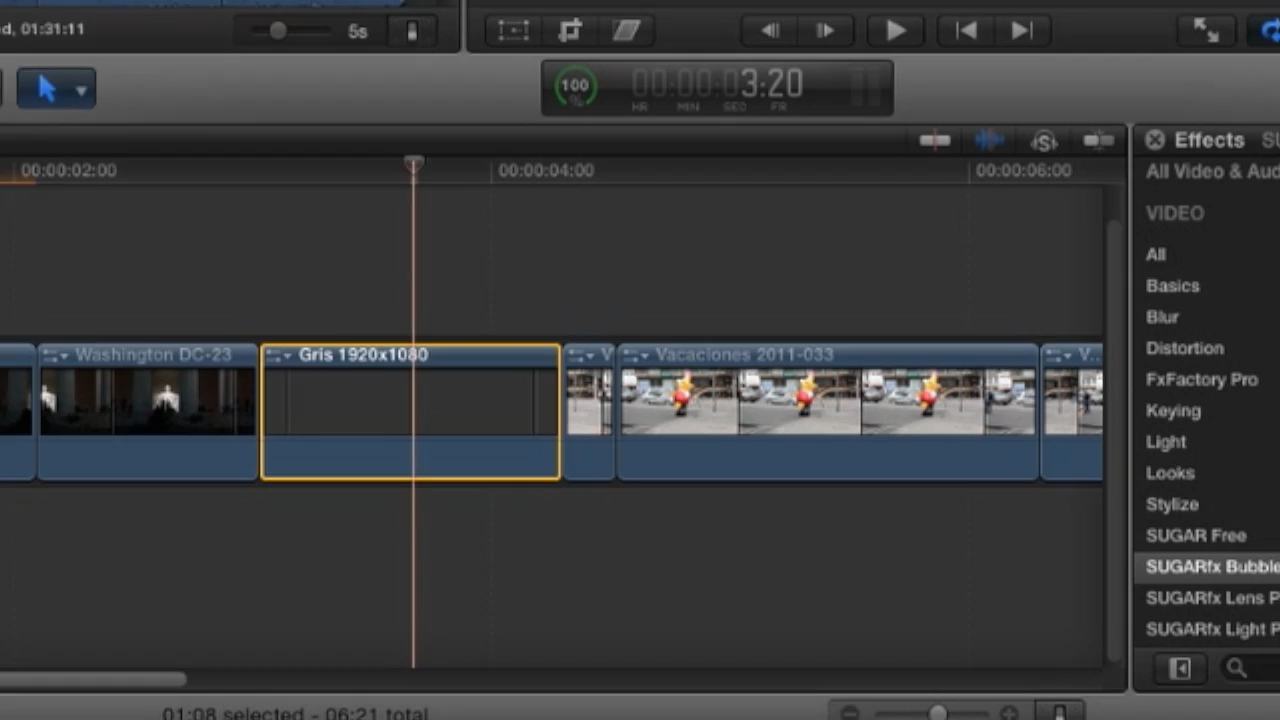 d, 01:31:11
5s
100
%
00:00:03:20
HR MIN SEC FR
Effects
00:00:02:00
00:00:04:00
00:00:06:00
All Video & Aud
VIDEO
All
Basics
Blur
Distortion
FxFactory Pro
Keying
Light
Looks
Stylize
SUGAR Free
SUGARfx Bubble
SUGARfx Lens P
SUGARfx Light P
Washington DC-23
Gris 1920x1080
V
Vacaciones 2011-033
V...
01:08 selected - 06:21 total